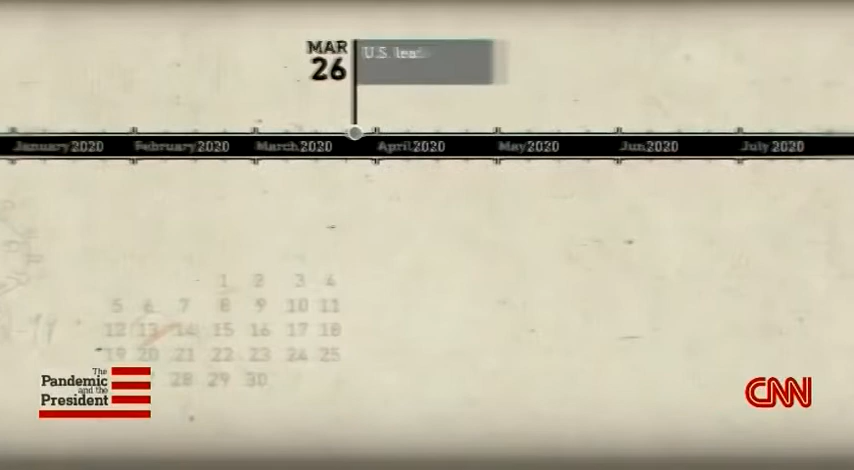 MAR
26
U.S.
January 2020
February 2020
March 2020
April 2020
May 2020
Jun 2020
July 2020
1 2 3 4
5 6 7 8 9 10 11
12 13 14 15 16 17 18
19 20 21 22 23 24 25
28 29 30
The
Pandemic
and the
President
CNN